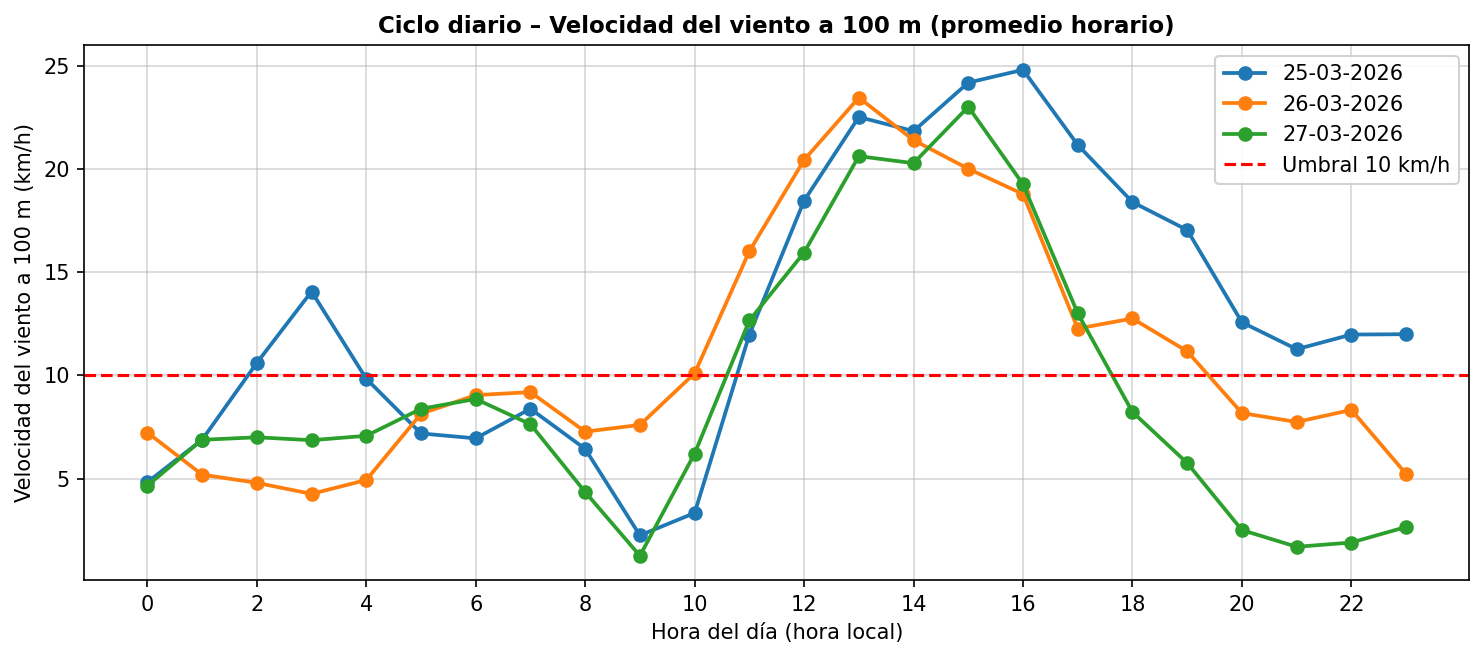 Ciclo diario – Velocidad del viento a 100 m (promedio horario)
Velocidad del viento a 100 m (km/h)
25
20
15
10
5
25-03-2026
26-03-2026
27-03-2026
Umbral 10 km/h
0 2 4 6 8 10 12 14 16 18 20 22
Hora del día (hora local)